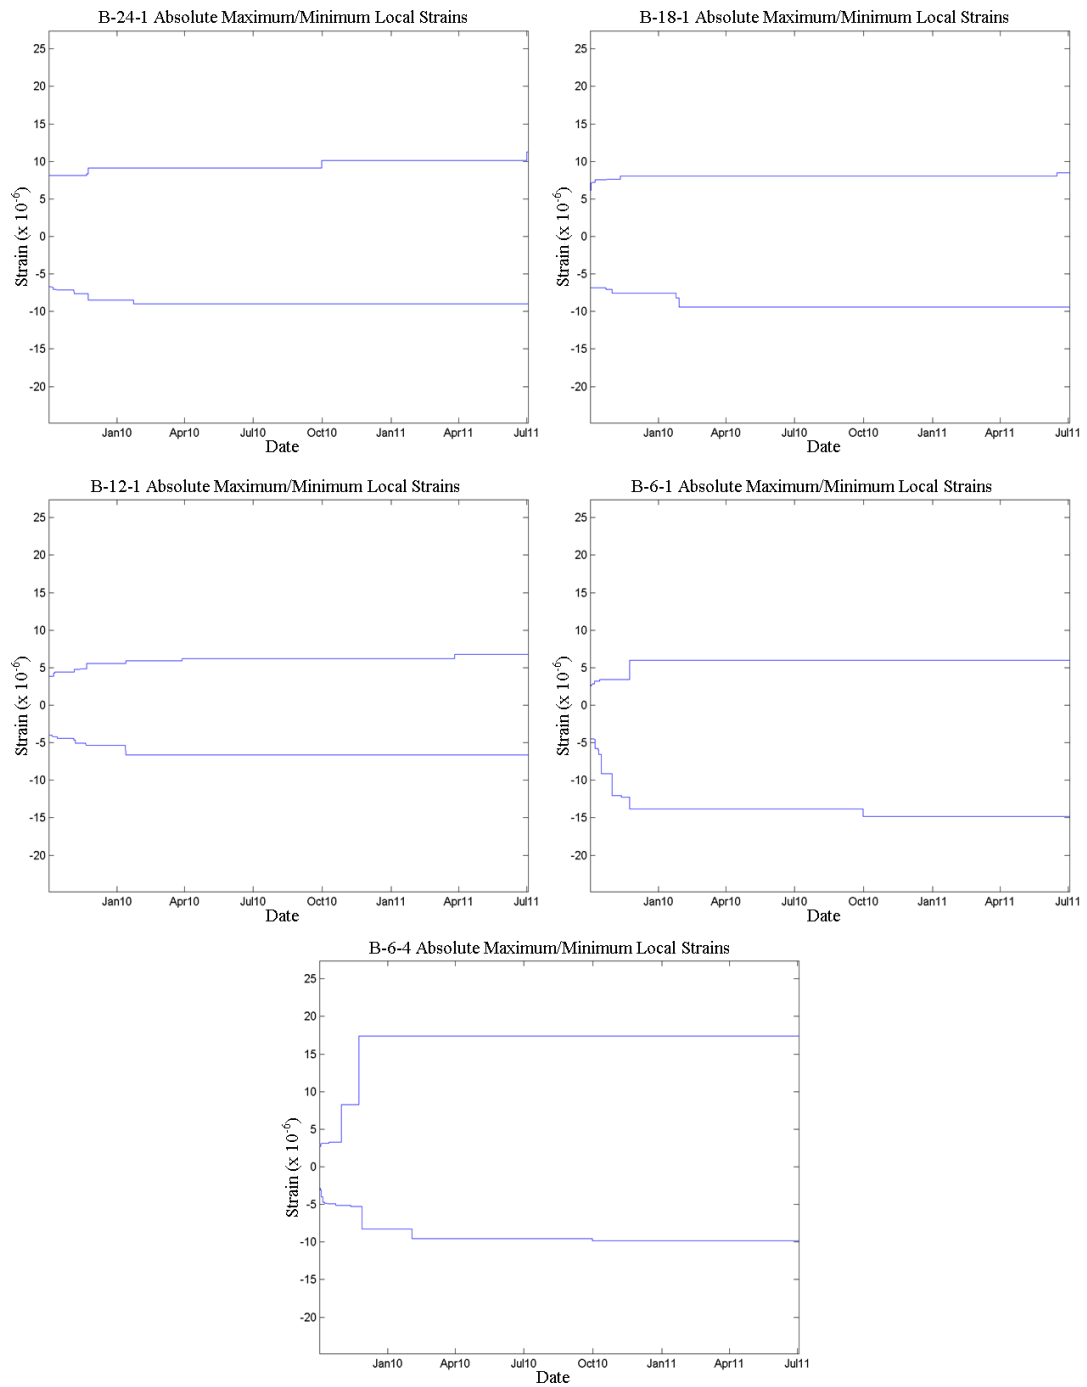 B-24-1 Absolute Maximum/Minimum Local Strains
25
20
15
10
5
0
-5
-10
-15
-20
Strain (x 10⁻⁶)
Jan10 Apr10 Jul10 Oct10 Jan11 Apr11 Jul11
Date
B-18-1 Absolute Maximum/Minimum Local Strains
25
20
15
10
5
0
-5
-10
-15
-20
Strain (x 10⁻⁶)
Jan10 Apr10 Jul10 Oct10 Jan11 Apr11 Jul11
Date
B-12-1 Absolute Maximum/Minimum Local Strains
25
20
15
10
5
0
-5
-10
-15
-20
Strain (x 10⁻⁶)
Jan10 Apr10 Jul10 Oct10 Jan11 Apr11 Jul11
Date
B-6-1 Absolute Maximum/Minimum Local Strains
25
20
15
10
5
0
-5
-10
-15
-20
Strain (x 10⁻⁶)
Jan10 Apr10 Jul10 Oct10 Jan11 Apr11 Jul11
Date
B-6-4 Absolute Maximum/Minimum Local Strains
25
20
15
10
5
0
-5
-10
-15
-20
Strain (x 10⁻⁶)
Jan10 Apr10 Jul10 Oct10 Jan11 Apr11 Jul11
Date